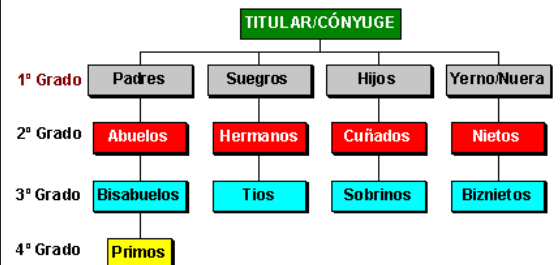 TITULAR/CÓNYUGE
1º Grado Padres Suegros Hijos Yerno/Nuera
2º Grado Abuelos Hermanos Cuñados Nietos
3º Grado Bisabuelos Tios Sobrinos Biznietos
4º Grado Primos